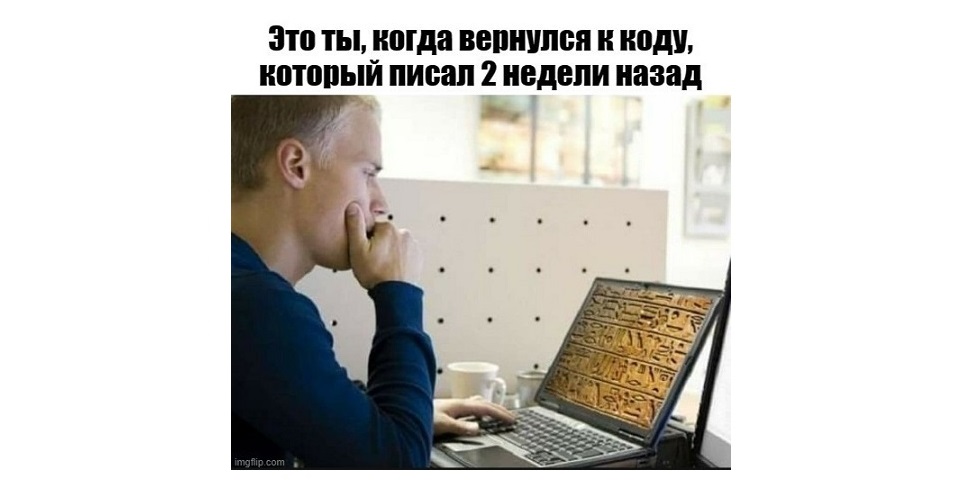 Это ты, когда вернулся к коду,
который писал 2 недели назад
imgflip.com